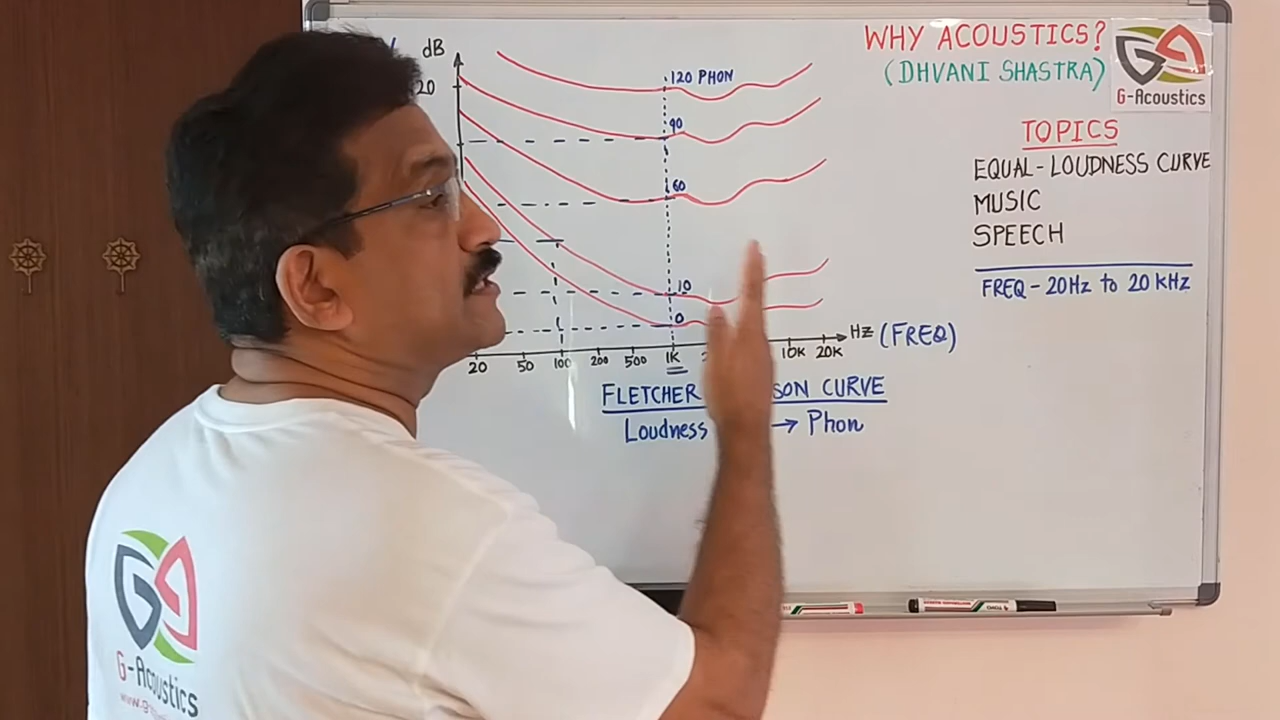 WHY ACOUSTICS?
(DHVANI SHASTRA)
G-Acoustics
TOPICS
EQUAL-LOUDNESS CURVE
MUSIC
SPEECH
FREQ - 20Hz to 20 kHz
dB
20
120 PHON
90
60
10
0
20 50 100 200 500 1K 10K 20K Hz (FREQ)
FLETCHER SON CURVE
Loudness → Phon
G-Acoustics